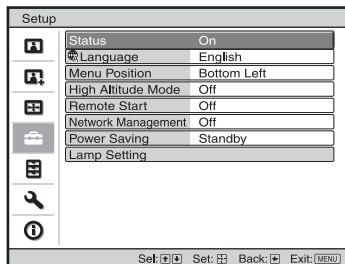 Setup
Status On
Language English
Menu Position Bottom Left
High Altitude Mode Off
Remote Start Off
Network Management Off
Power Saving Standby
Lamp Setting
Sel: Set: Back: Exit: MENU